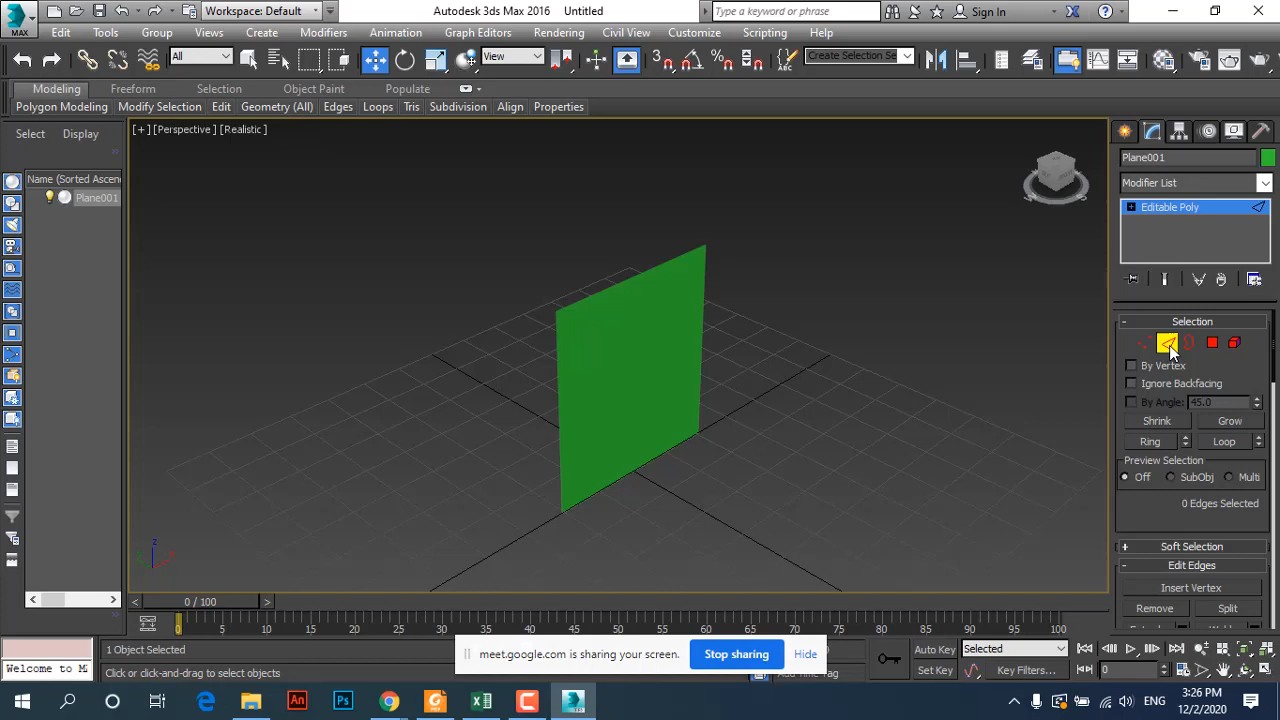 Workspace: Default
Autodesk 3ds Max 2016 Untitled
Type a keyword or phrase
Sign In
MAX
Edit Tools Group Views Create Modifiers Animation Graph Editors Rendering Civil View Customize Scripting Help
All
View
Create Selection Se
Modeling Freeform Selection Object Paint Populate
Polygon Modeling Modify Selection Edit Geometry (All) Edges Loops Tris Subdivision Align Properties
Select Display
[+] [Perspective] [Realistic]
Name (Sorted Ascen
Plane001
Plane001
Modifier List
Editable Poly
Selection
By Vertex
Ignore Backfacing
By Angle: 45.0
Shrink Grow
Ring Loop
Preview Selection
Off SubObj Multi
0 Edges Selected
Soft Selection
Edit Edges
Insert Vertex
Remove Split
z
0 / 100
0 5 10 15 20 25 30 35 40 45 50 55 60 65 70 75 80 85 90 95 100
1 Object Selected
Click or click-and-drag to select objects
Welcome to M
meet.google.com is sharing your screen. Stop sharing Hide
Add Time Tag
Auto Key Selected
Set Key Key Filters...
0
ENG
3:26 PM
12/2/2020